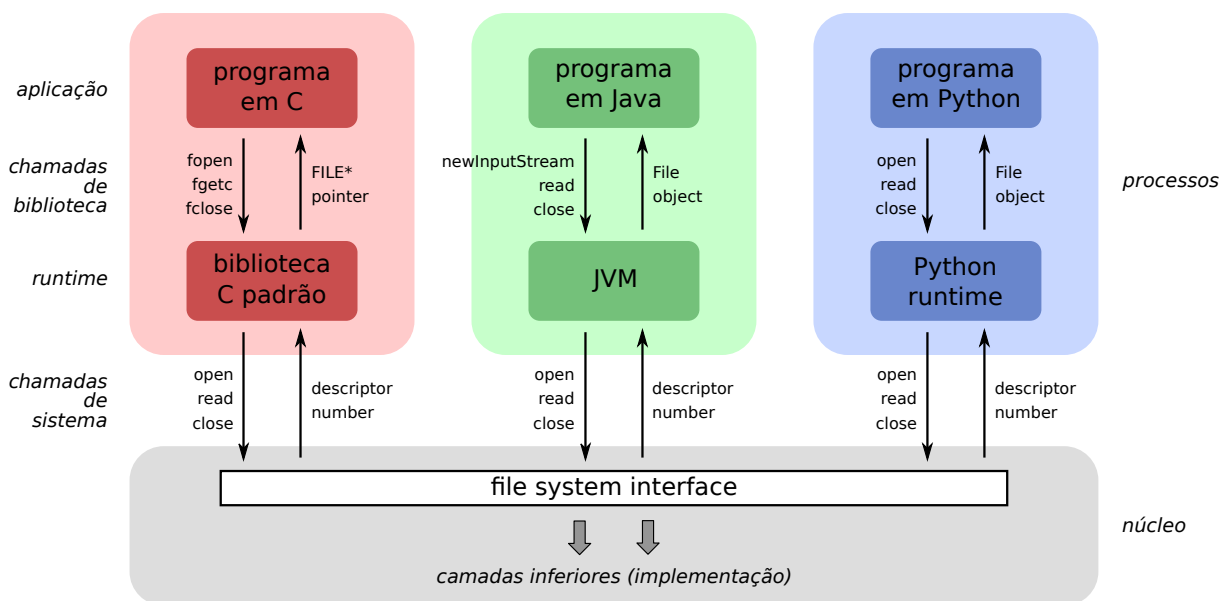 aplicação
programa
em C
programa
em Java
programa
em Python
chamadas
de
biblioteca
fopen
fgetc
fclose
FILE*
pointer
newInputStream
read
close
File
object
open
read
close
File
object
processos
runtime
biblioteca
C padrão
JVM
Python
runtime
chamadas
de
sistema
open
read
close
descriptor
number
open
read
close
descriptor
number
open
read
close
descriptor
number
file system interface
núcleo
camadas inferiores (implementação)